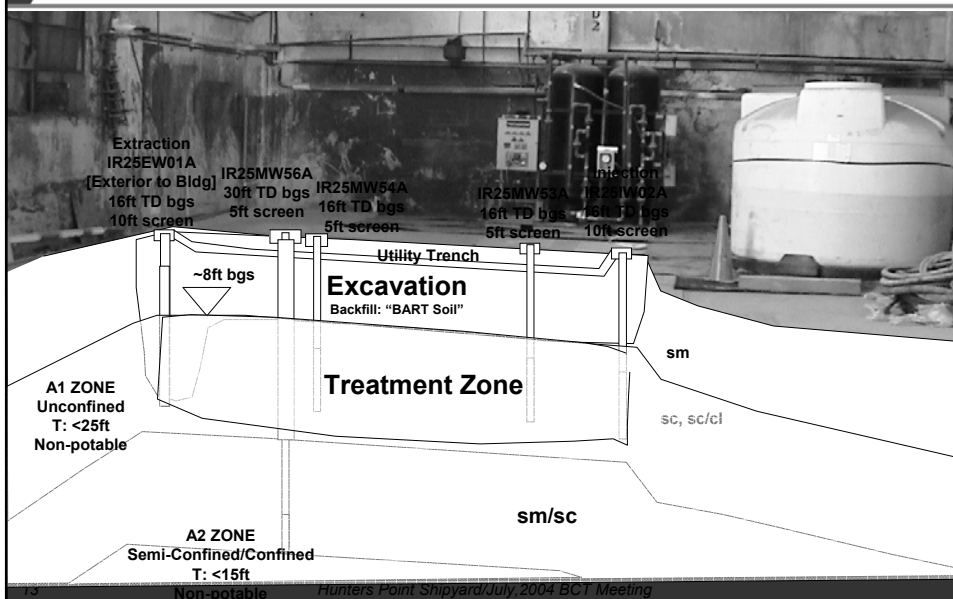 Extraction
IR25EW01A
[Exterior to Bldg]
16ft TD bgs
10ft screen
IR25MW56A
30ft TD bgs
5ft screen
IR25MW54A
16ft TD bgs
5ft screen
IR25MW53A
16ft TD bgs
5ft screen
Injection
IR25IW02A
16ft TD bgs
10ft screen
Utility Trench
~8ft bgs
Excavation
Backfill: “BART Soil”
Treatment Zone
sm
sc, sc/cl
A1 ZONE
Unconfined
T: <25ft
Non-potable
sm/sc
A2 ZONE
Semi-Confined/Confined
T: <15ft
Non-potable
13
Hunters Point Shipyard/July,2004 BCT Meeting